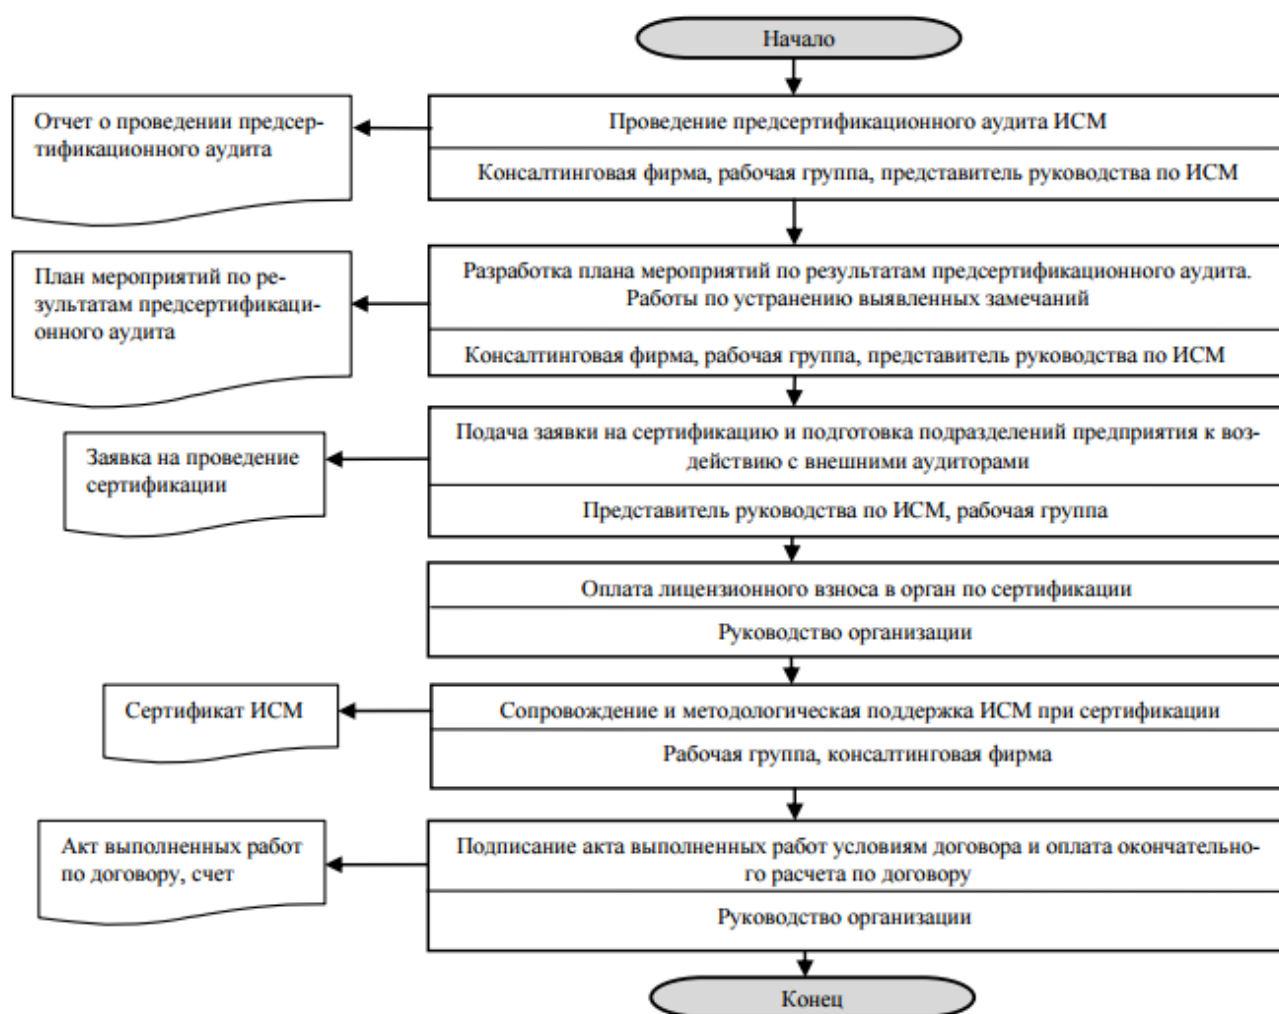 Начало
Отчет о проведении предсер-
тификационного аудита
Проведение предсертификационного аудита ИСМ
Консалтинговая фирма, рабочая группа, представитель руководства по ИСМ
План мероприятий по ре-
зультатам предсертификаци-
онного аудита
Разработка плана мероприятий по результатам предсертификационного аудита.
Работы по устранению выявленных замечаний
Консалтинговая фирма, рабочая группа, представитель руководства по ИСМ
Заявка на проведение
сертификации
Подача заявки на сертификацию и подготовка подразделений предприятия к воз-
действию с внешними аудиторами
Представитель руководства по ИСМ, рабочая группа
Оплата лицензионного взноса в орган по сертификации
Руководство организации
Сертификат ИСМ
Сопровождение и методологическая поддержка ИСМ при сертификации
Рабочая группа, консалтинговая фирма
Акт выполненных работ
по договору, счет
Подписание акта выполненных работ условиям договора и оплата окончательно-
го расчета по договору
Руководство организации
Конец